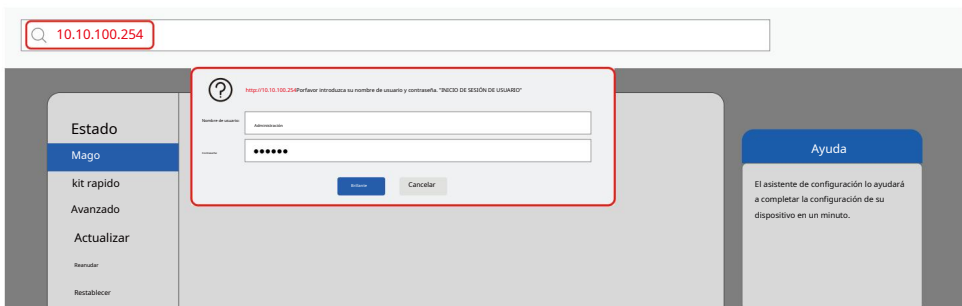 10.10.100.254
http://10.10.100.254Porfavor introduzca su nombre de usuario y contraseña. "INICIO DE SESIÓN DE USUARIO"
Nombre de usuario:
Administración
●●●●●●
Cancelar
Estado
Mago
kit rapido
Avanzado
Actualizar
Reanudar
Restablecer
Ayuda
El asistente de configuración lo ayudará
a completar la configuración de su
dispositivo en un minuto.